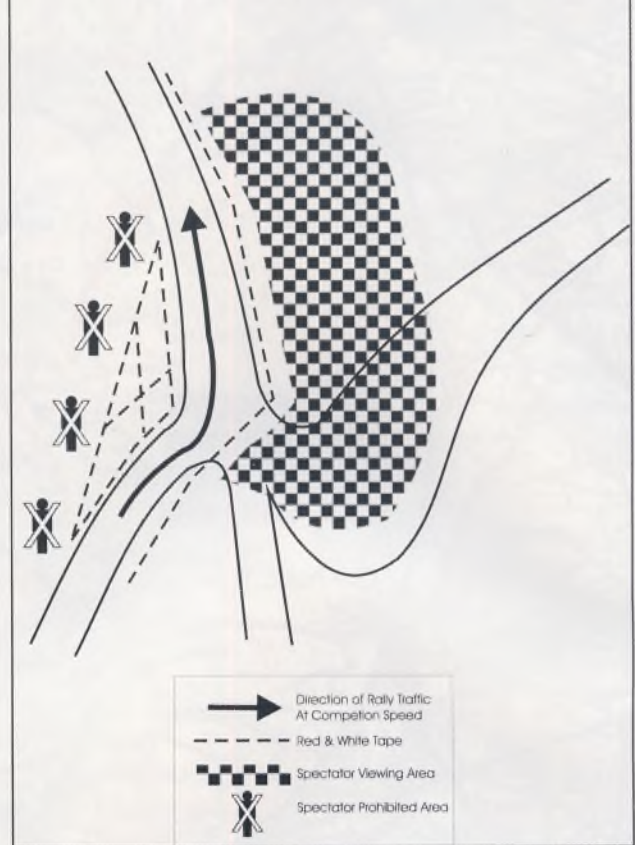 Direction of Rally Traffic
At Competion Speed
Red & White Tape
Spectator Viewing Area
Spectator Prohibited Area